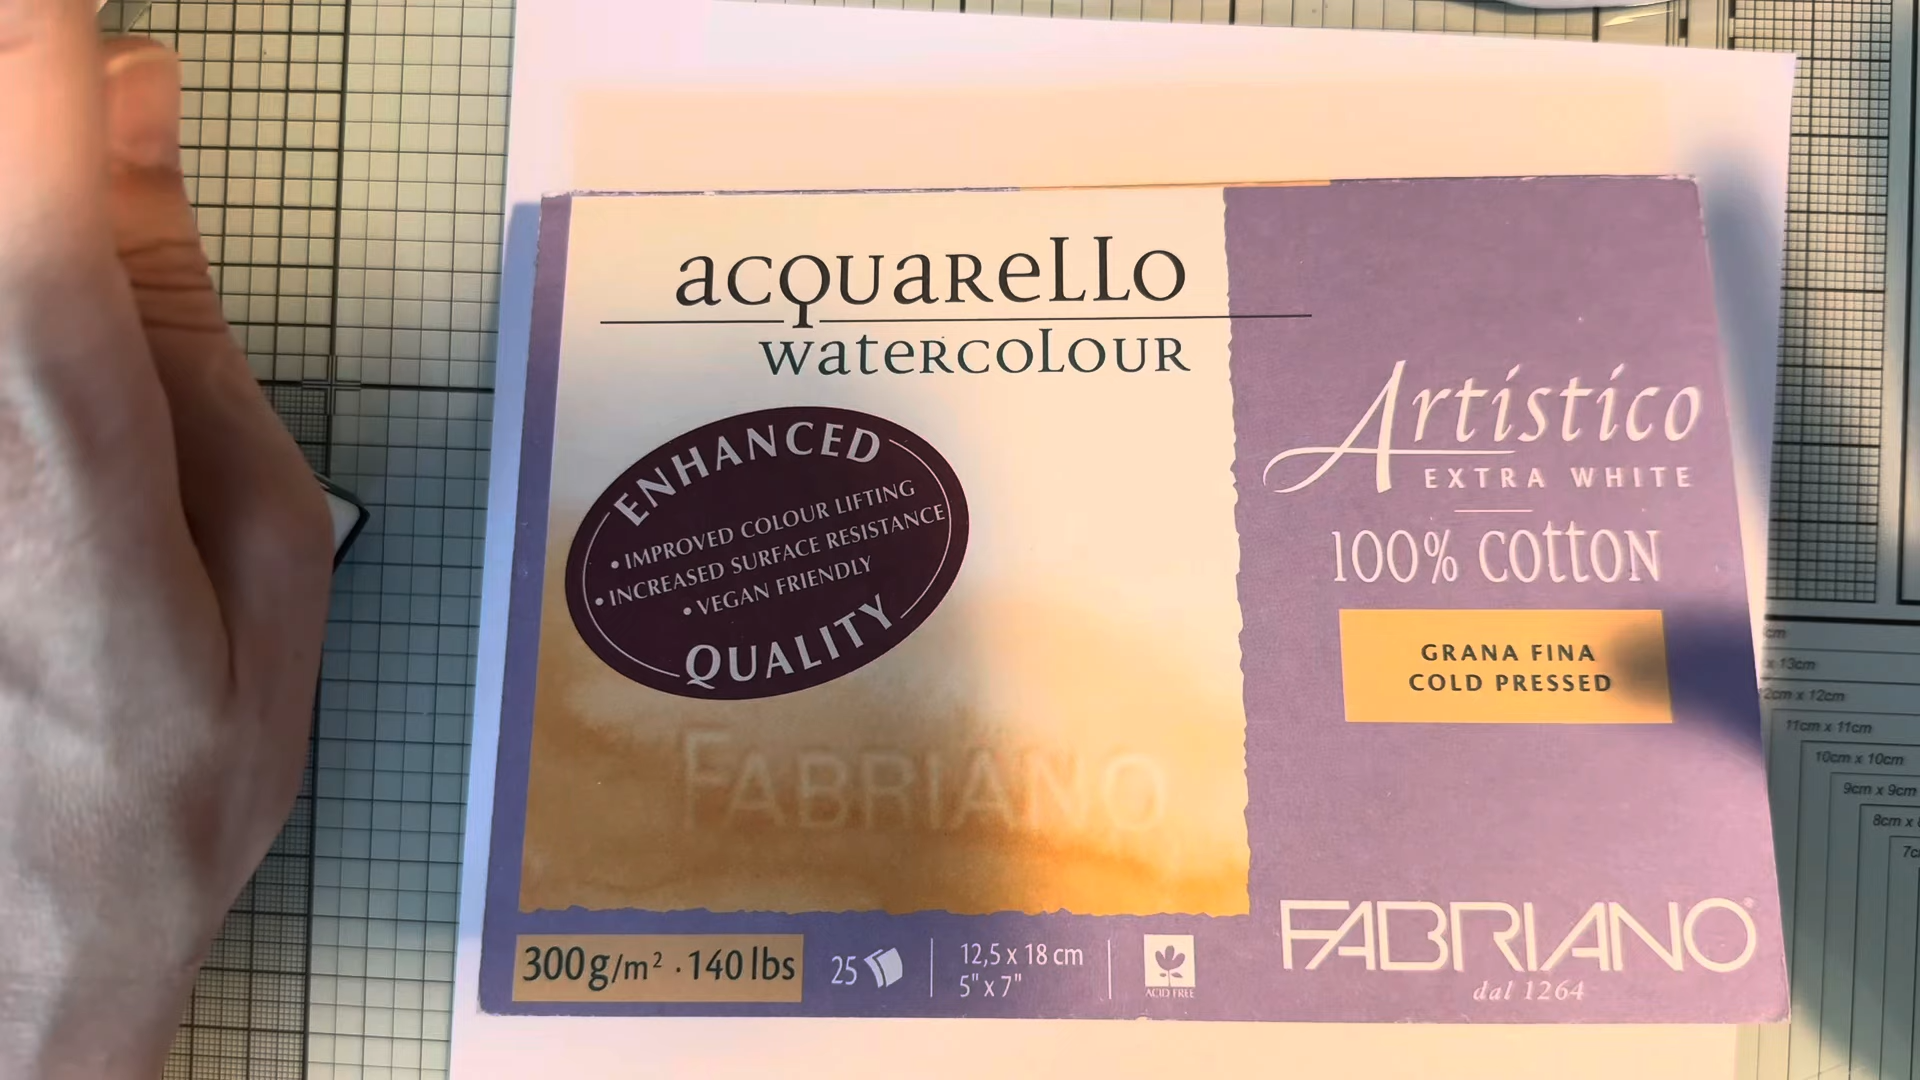 acquarello
watercolour
ENHANCED
• IMPROVED COLOUR LIFTING
• INCREASED SURFACE RESISTANCE
• VEGAN FRIENDLY
QUALITY
FABRIANO
Artistico
EXTRA WHITE
100% COTTON
GRANA FINA
COLD PRESSED
300g/m² · 140 lbs
25
12,5 x 18 cm
5" x 7"
ACID FREE
FABRIANO®
dal 1264
cm
x 13cm
12cm x 12cm
11cm x 11cm
10cm x 10cm
9cm x 9cm
8cm x